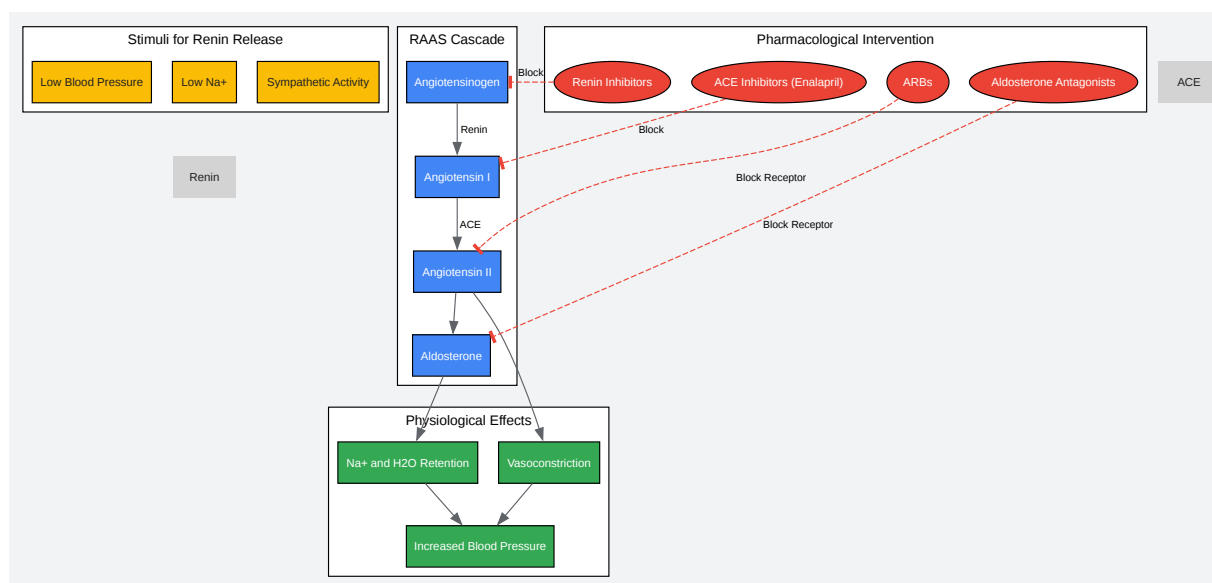 Stimuli for Renin Release
Low Blood Pressure
Low Na+
Sympathetic Activity
RAAS Cascade
Angiotensinogen
Renin
Angiotensin I
ACE
Angiotensin II
Aldosterone
Pharmacological Intervention
Renin Inhibitors
ACE Inhibitors (Enalapril)
ARBs
Aldosterone Antagonists
Block
Block
Block Receptor
Block Receptor
ACE
Renin
Physiological Effects
Na+ and H2O Retention
Vasoconstriction
Increased Blood Pressure